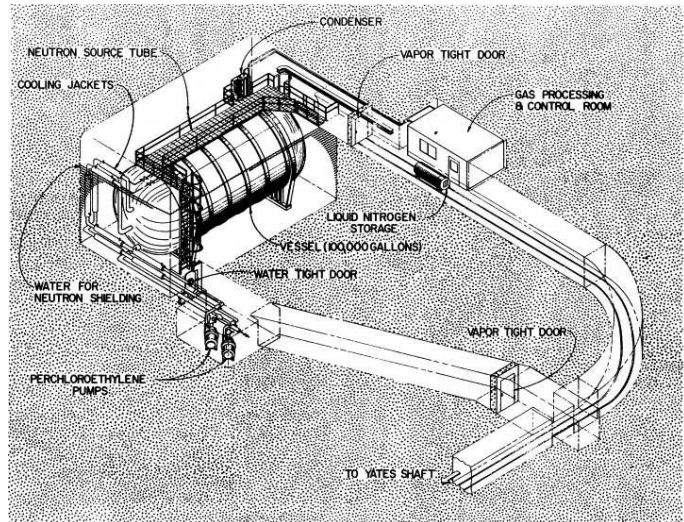 CONDENSER
NEUTRON SOURCE TUBE
VAPOR TIGHT DOOR
COOLING JACKETS
GAS PROCESSING
& CONTROL ROOM
LIQUID NITROGEN
STORAGE
VESSEL (100,000 GALLONS)
WATER TIGHT DOOR
WATER FOR
NEUTRON SHIELDING
VAPOR TIGHT DOOR
PERCHLOROETHYLENE
PUMPS
TO YATES SHAFT